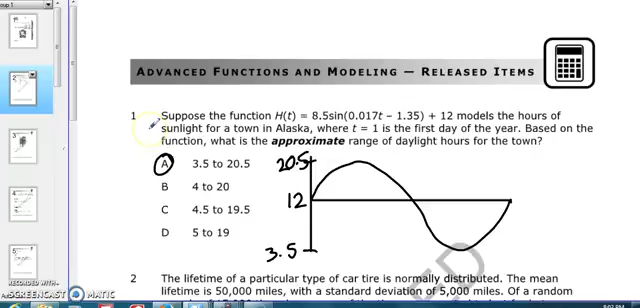 ADVANCED FUNCTIONS AND MODELING — RELEASED ITEMS
1 Suppose the function H(t) = 8.5sin(0.017t – 1.35) + 12 models the hours of
sunlight for a town in Alaska, where t = 1 is the first day of the year. Based on the
function, what is the approximate range of daylight hours for the town?
A 3.5 to 20.5
B 4 to 20
C 4.5 to 19.5
D 5 to 19
20.5
12
3.5
ED
2 The lifetime of a particular type of car tire is normally distributed. The mean
lifetime is 50,000 miles, with a standard deviation of 5,000 miles. Of a random
RECORDED WITH
SCREENCAST MATIC